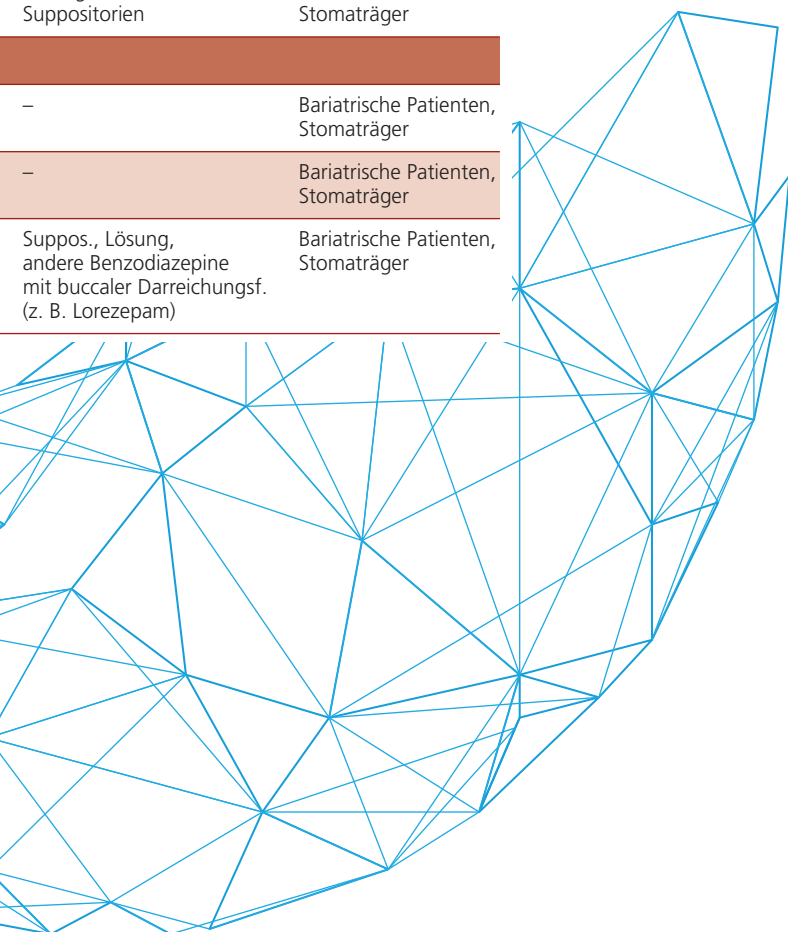 Suppositorien
Stomaträger
–
Bariatrische Patienten,
Stomaträger
–
Bariatrische Patienten,
Stomaträger
Suppos., Lösung,
andere Benzodiazepine
mit buccaler Darreichungsf.
(z. B. Lorezepam)
Bariatrische Patienten,
Stomaträger